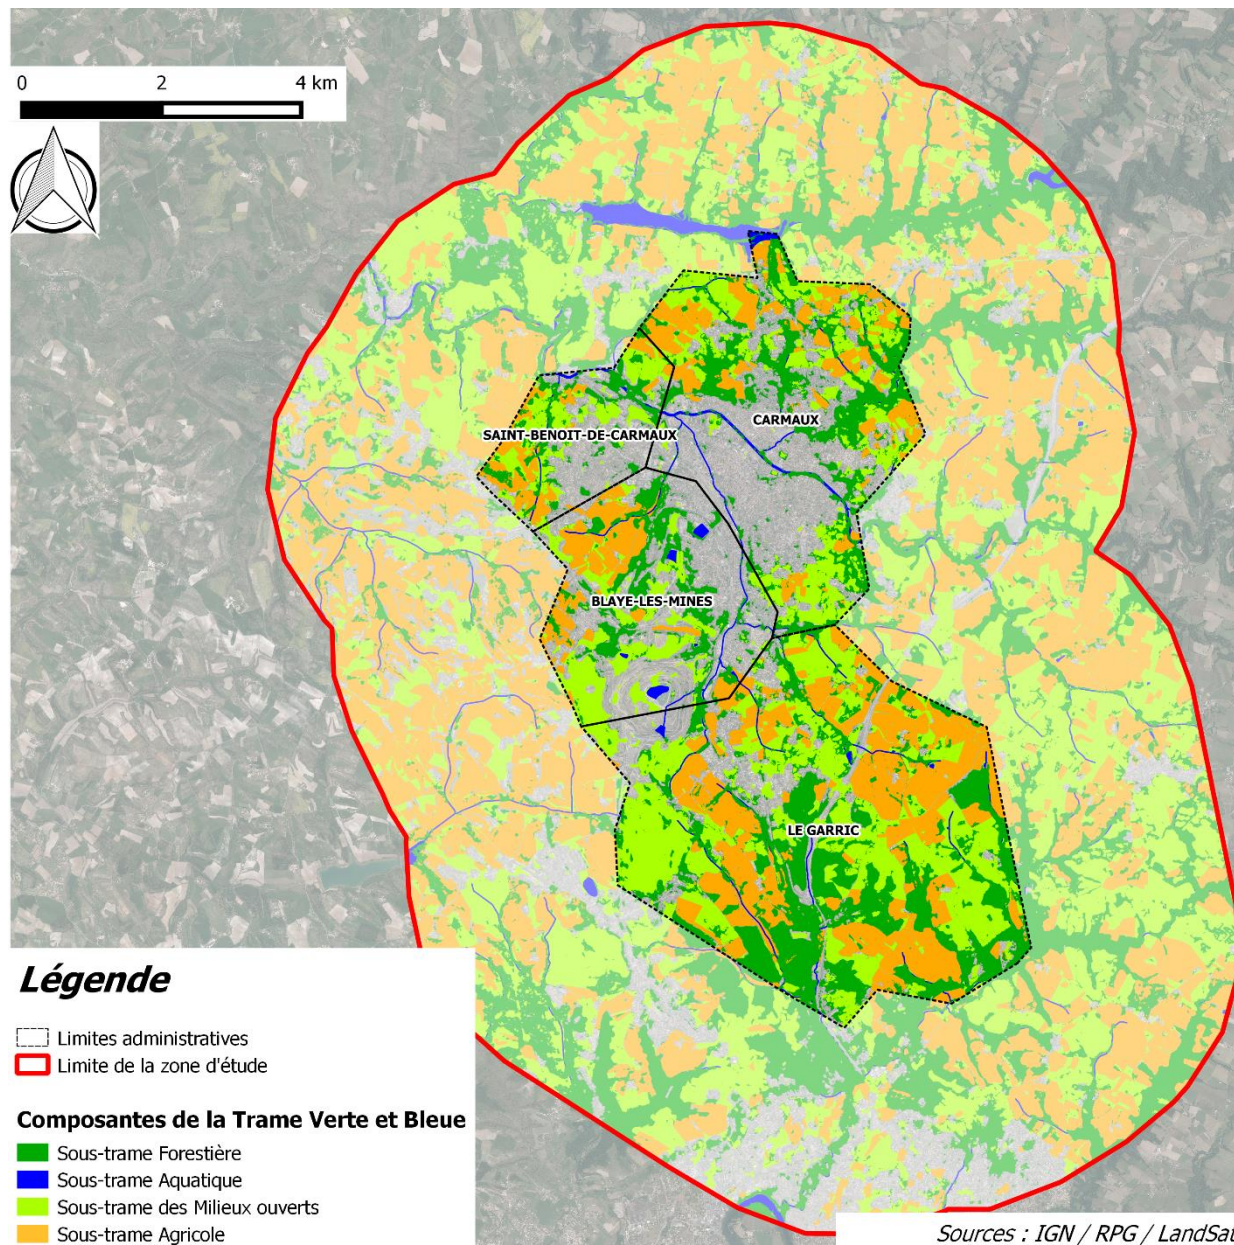 0 2 4 km
CARMAUX
SAINT-BENOIT-DE-CARMAUX
BLAYE-LES-MINES
LE GARRIC
Légende
Limites administratives
Limite de la zone d'étude
Composantes de la Trame Verte et Bleue
Sous-trame Forestière
Sous-trame Aquatique
Sous-trame des Milieux ouverts
Sous-trame Agricole
Sources : IGN / RPG / LandSat